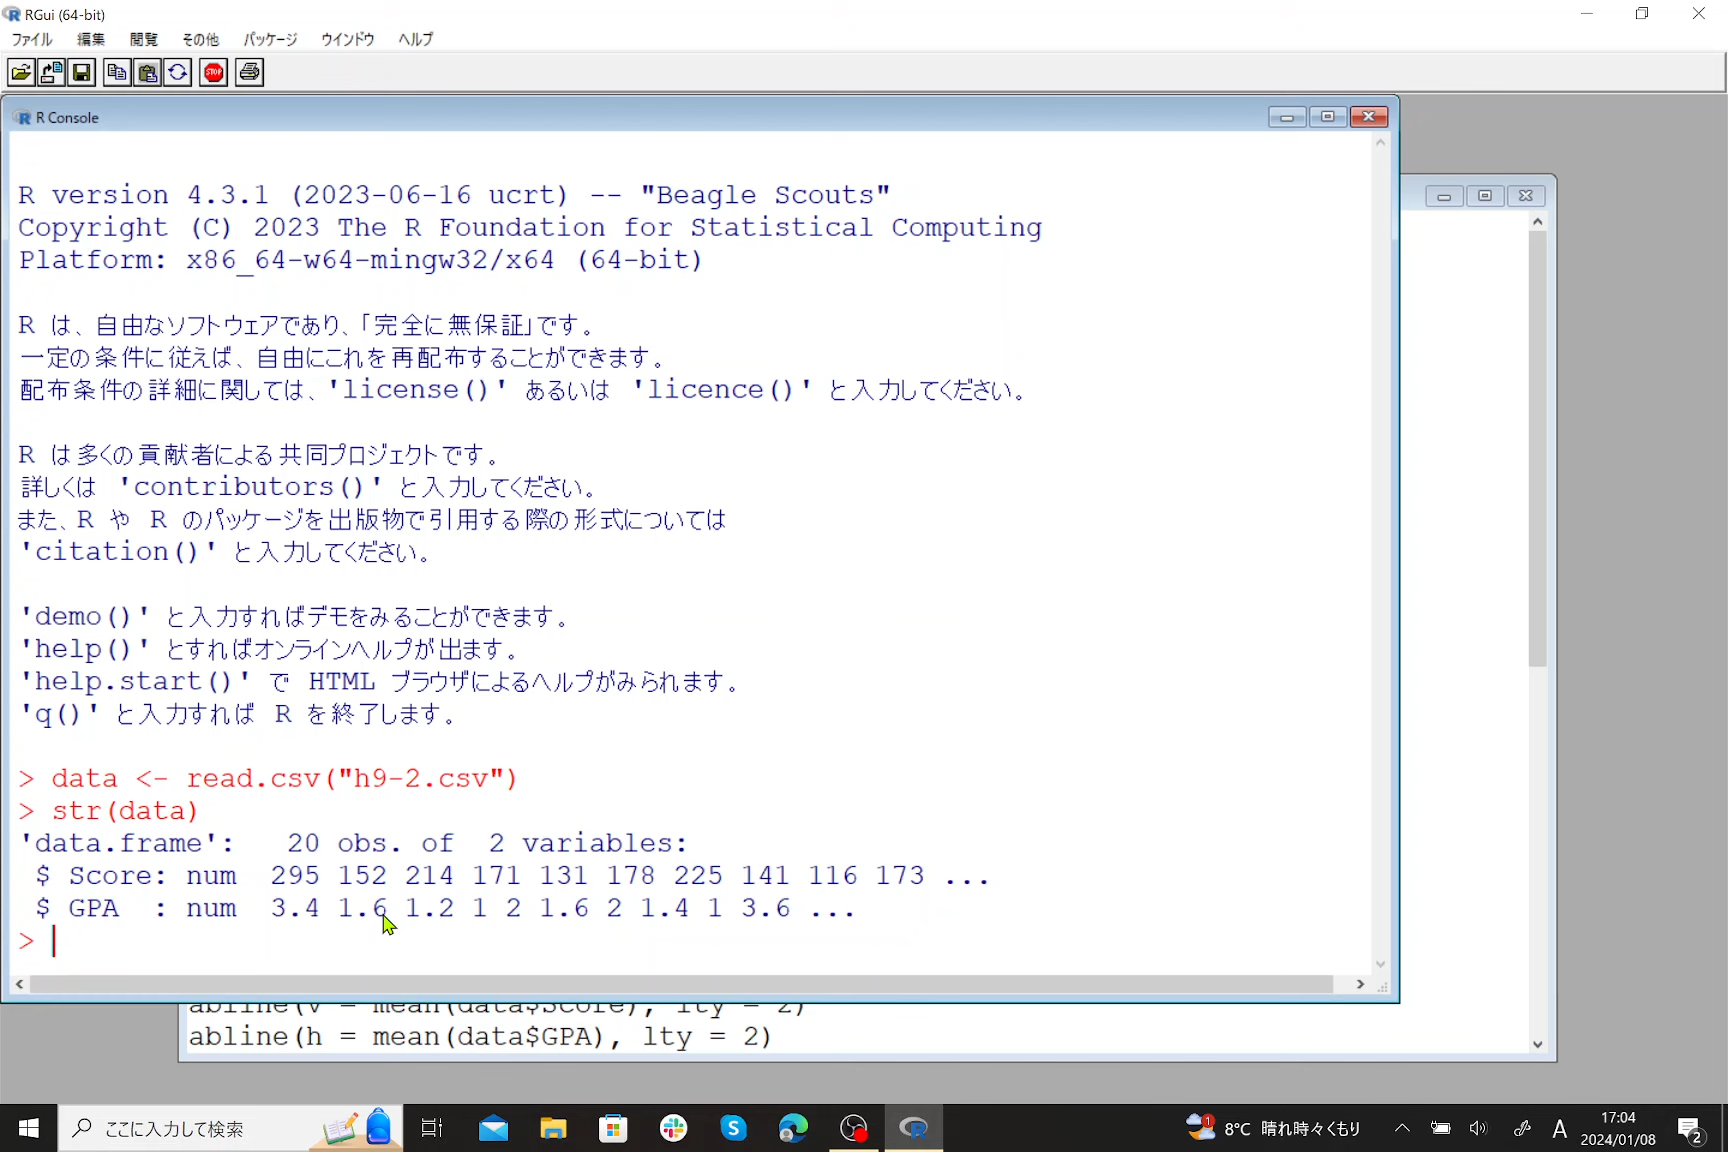 RGui (64-bit)
ファイル 編集 閲覧 その他 パッケージ ウインドウ ヘルプ
STOP
R Console
R version 4.3.1 (2023-06-16 ucrt) -- "Beagle Scouts"
Copyright (C) 2023 The R Foundation for Statistical Computing
Platform: x86_64-w64-mingw32/x64 (64-bit)
R は、自由なソフトウェアであり、「完全に無保証」です。
一定の条件に従えば、自由にこれを再配布することができます。
配布条件の詳細に関しては、'license()' あるいは 'licence()' と入力してください。
R は多くの貢献者による共同プロジェクトです。
詳しくは 'contributors()' と入力してください。
また、R や R のパッケージを出版物で引用する際の形式については
'citation()' と入力してください。
'demo()' と入力すればデモをみることができます。
'help()' とすればオンラインヘルプが出ます。
'help.start()' で HTML ブラウザによるヘルプがみられます。
'q()' と入力すれば R を終了します。
> data <- read.csv("h9-2.csv")
> str(data)
'data.frame': 20 obs. of 2 variables:
$ Score: num 295 152 214 171 131 178 225 141 116 173 ...
$ GPA : num 3.4 1.6 1.2 1 2 1.6 2 1.4 1 3.6 ...
>
abline(v = mean(data$Score), lty = 2)
abline(h = mean(data$GPA), lty = 2)
ここに入力して検索
1
8°C 晴れ時々くもり
A
17:04
2024/01/08
2